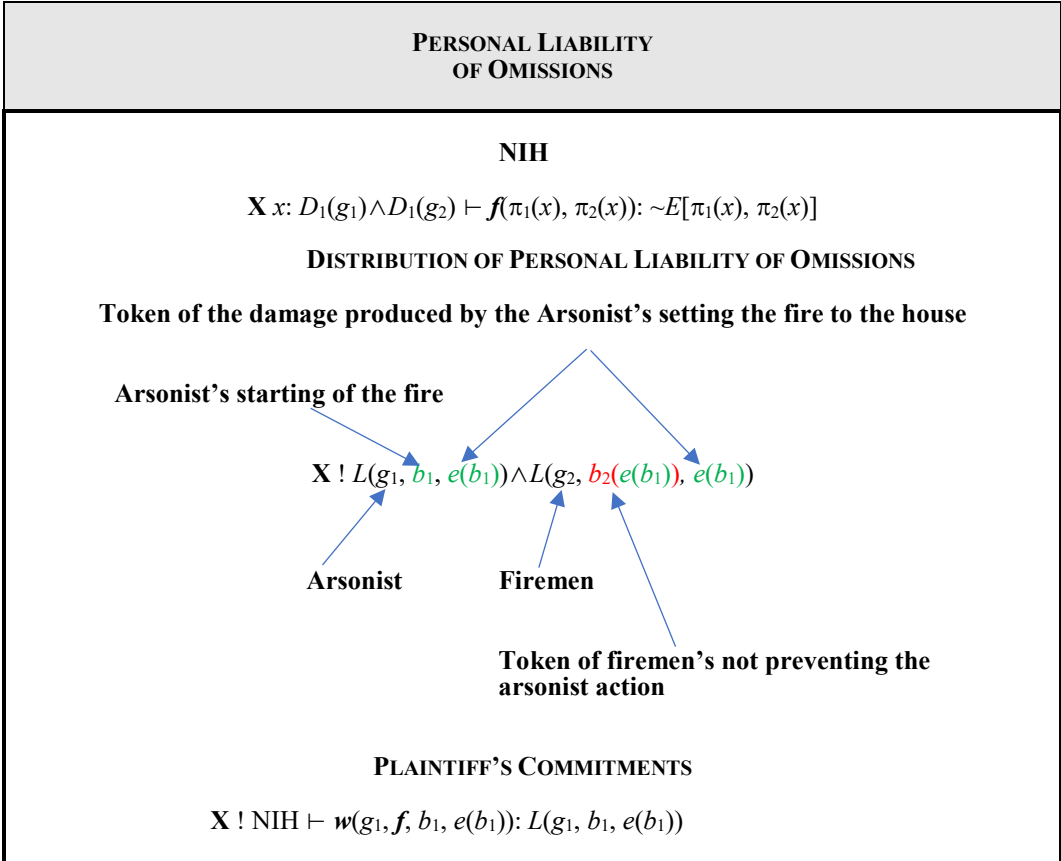 PERSONAL LIABILITY
OF OMISSIONS
NIH
X x: D₁(g₁)∧D₁(g₂) ⊢ f(π₁(x), π₂(x)): ~E[π₁(x), π₂(x)]
DISTRIBUTION OF PERSONAL LIABILITY OF OMISSIONS
Token of the damage produced by the Arsonist’s setting the fire to the house
Arsonist’s starting of the fire
X ! L(g₁, b₁, e(b₁))∧L(g₂, b₂(e(b₁)), e(b₁))
Arsonist Firemen
Token of firemen’s not preventing the
arsonist action
PLAINTIFF’S COMMITMENTS
X ! NIH ⊢ w(g₁, f, b₁, e(b₁)): L(g₁, b₁, e(b₁))